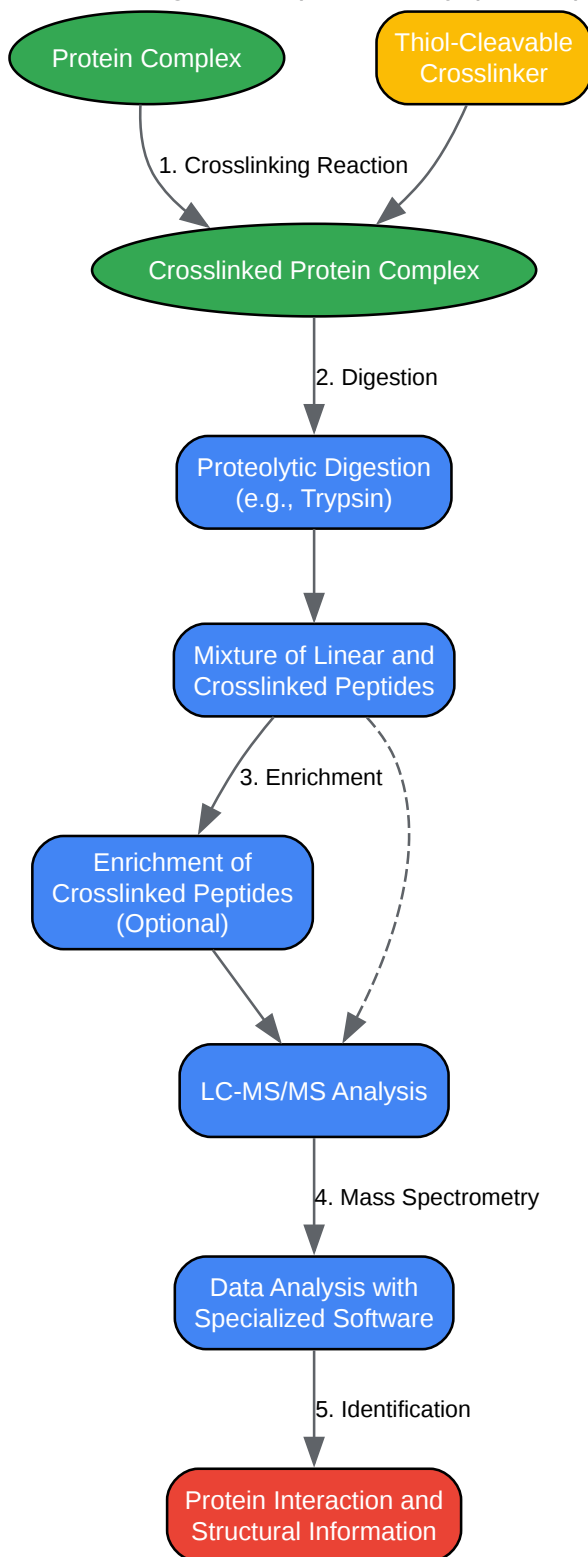 Protein Complex
Thiol-Cleavable
Crosslinker
1. Crosslinking Reaction
Crosslinked Protein Complex
2. Digestion
Proteolytic Digestion
(e.g., Trypsin)
Mixture of Linear and
Crosslinked Peptides
3. Enrichment
Enrichment of
Crosslinked Peptides
(Optional)
LC-MS/MS Analysis
4. Mass Spectrometry
Data Analysis with
Specialized Software
5. Identification
Protein Interaction and
Structural Information